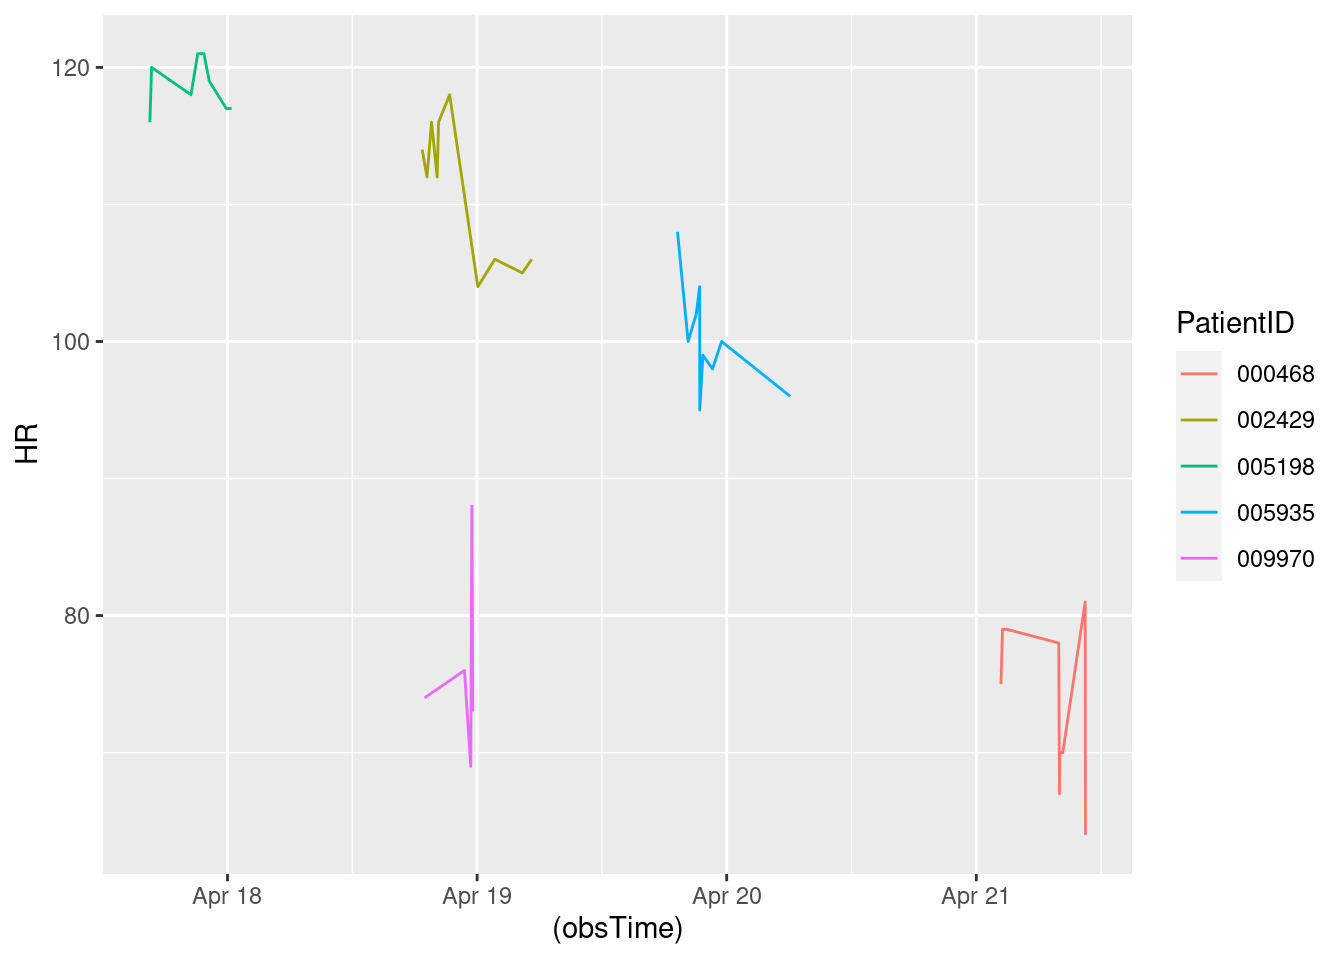 120
100
80
HR
Apr 18
Apr 19
Apr 20
Apr 21
(obsTime)
PatientID
000468
002429
005198
005935
009970